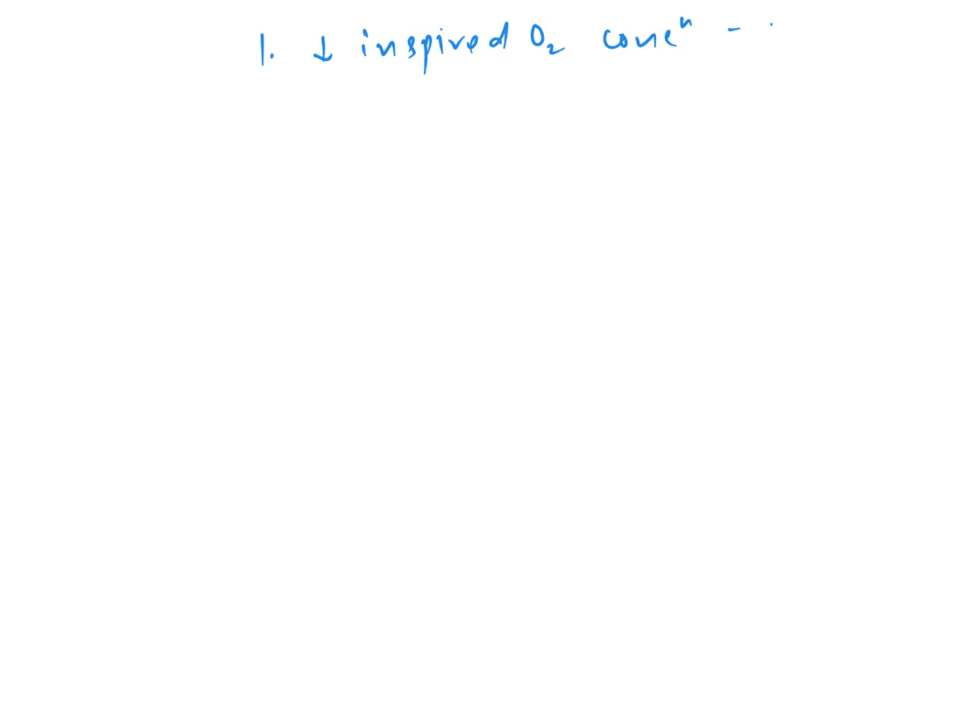 1. ↓ inspired O₂ concⁿ -